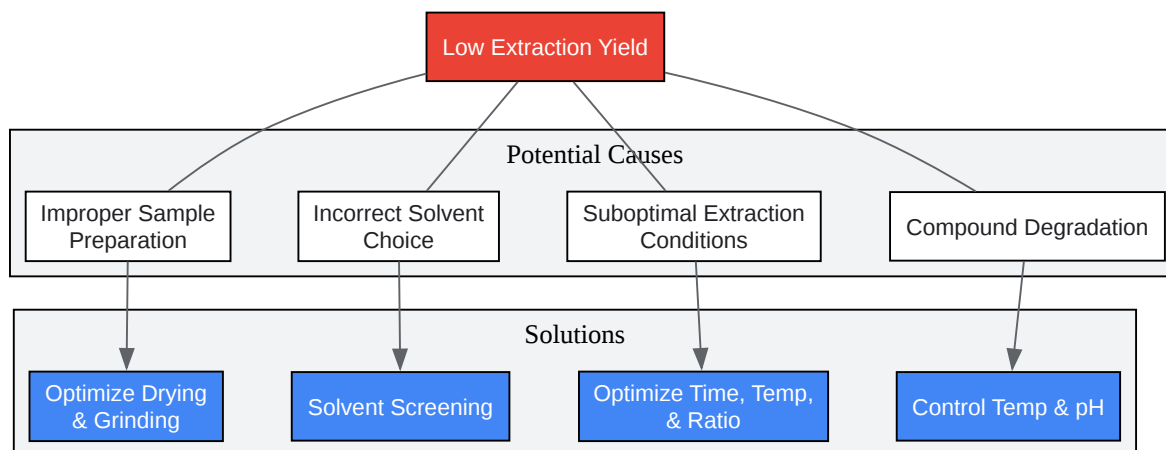 Low Extraction Yield
Potential Causes
Improper Sample
Preparation
Incorrect Solvent
Choice
Suboptimal Extraction
Conditions
Compound Degradation
Solutions
Optimize Drying
& Grinding
Solvent Screening
Optimize Time, Temp,
& Ratio
Control Temp & pH